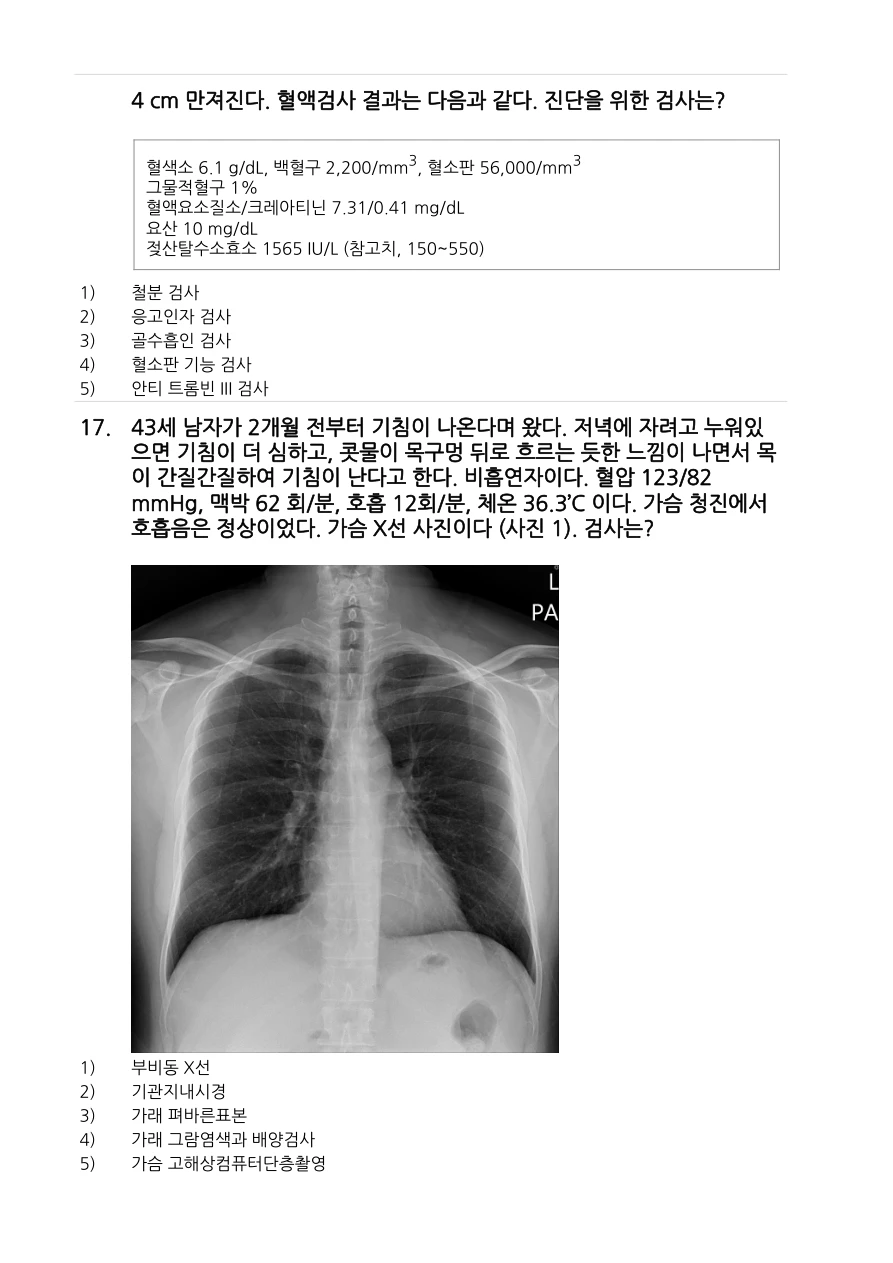 4 cm 만져진다. 혈액검사 결과는 다음과 같다. 진단을 위한 검사는?
혈색소 6.1 g/dL, 백혈구 2,200/mm3, 혈소판 56,000/mm3
그물적혈구 1%
혈액요소질소/크레아티닌 7.31/0.41 mg/dL
요산 10 mg/dL
젖산탈수소효소 1565 IU/L (참고치, 150~550)
1) 철분 검사
2) 응고인자 검사
3) 골수흡인 검사
4) 혈소판 기능 검사
5) 안티 트롬빈 III 검사
17. 43세 남자가 2개월 전부터 기침이 나온다며 왔다. 저녁에 자려고 누워있
으면 기침이 더 심하고, 콧물이 목구멍 뒤로 흐르는 듯한 느낌이 나면서 목
이 간질간질하여 기침이 난다고 한다. 비흡연자이다. 혈압 123/82
mmHg, 맥박 62 회/분, 호흡 12회/분, 체온 36.3’C 이다. 가슴 청진에서
호흡음은 정상이었다. 가슴 X선 사진이다 (사진 1). 검사는?
L
PA
1) 부비동 X선
2) 기관지내시경
3) 가래 펴바른표본
4) 가래 그람염색과 배양검사
5) 가슴 고해상컴퓨터단층촬영